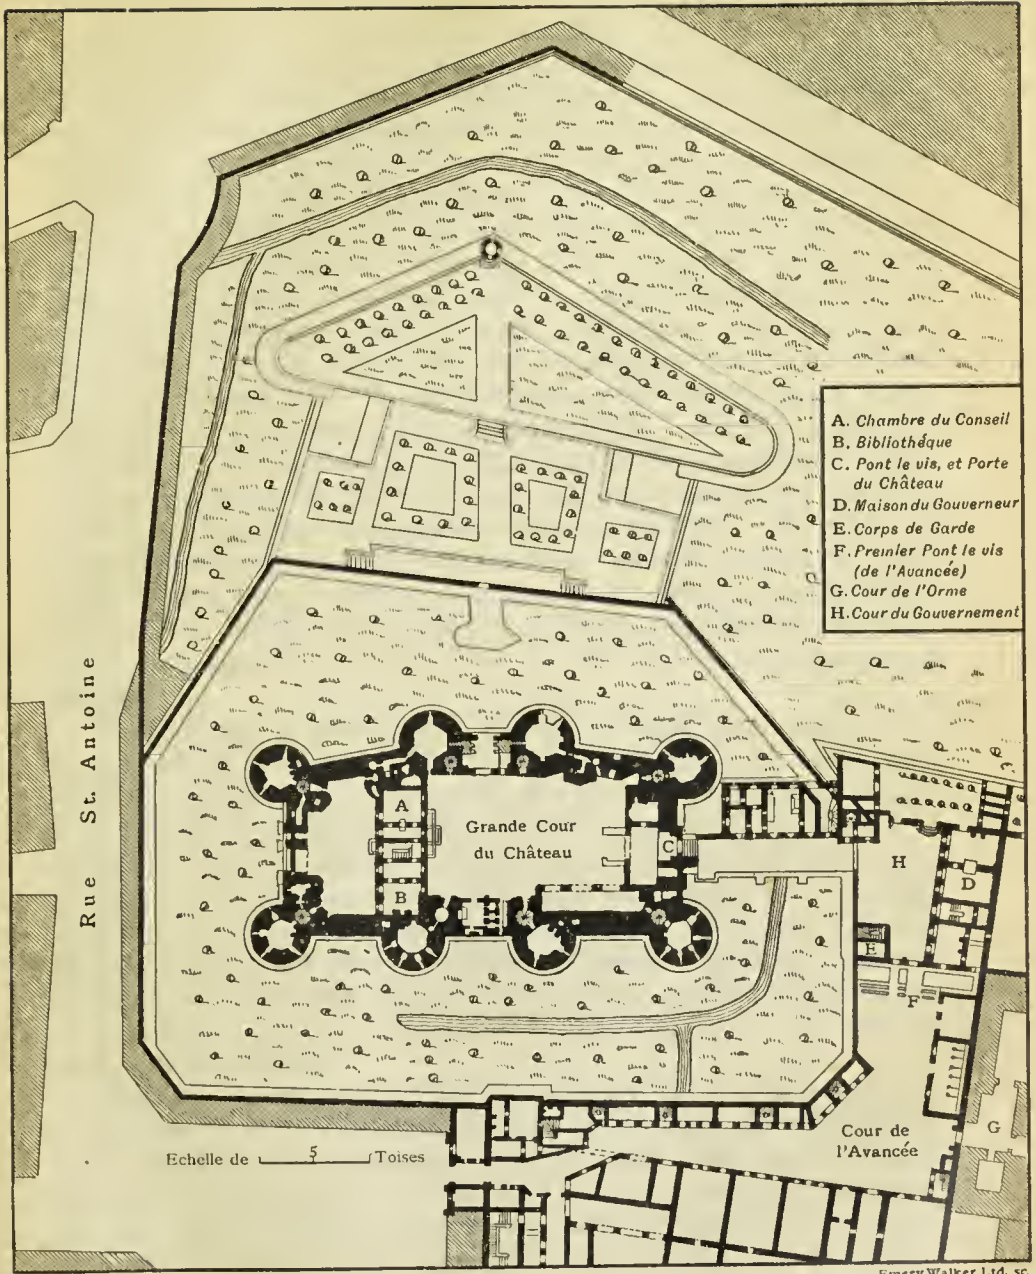 A. Chambre du Conseil
B. Bibliothéque
C. Pont le vis, et Porte
du Château
D. Maison du Gouverneur
E. Corps de Garde
F. Premier Pont le vis
(de l'Avancée)
G. Cour de l'Orme
H. Cour du Gouvernement
Rue St. Antoine
A
Grande Cour
du Château
C
B
H
D
E
F
G
Cour de
l'Avancée
Echelle de 5 Toises
Emery Walker Ltd. sc.